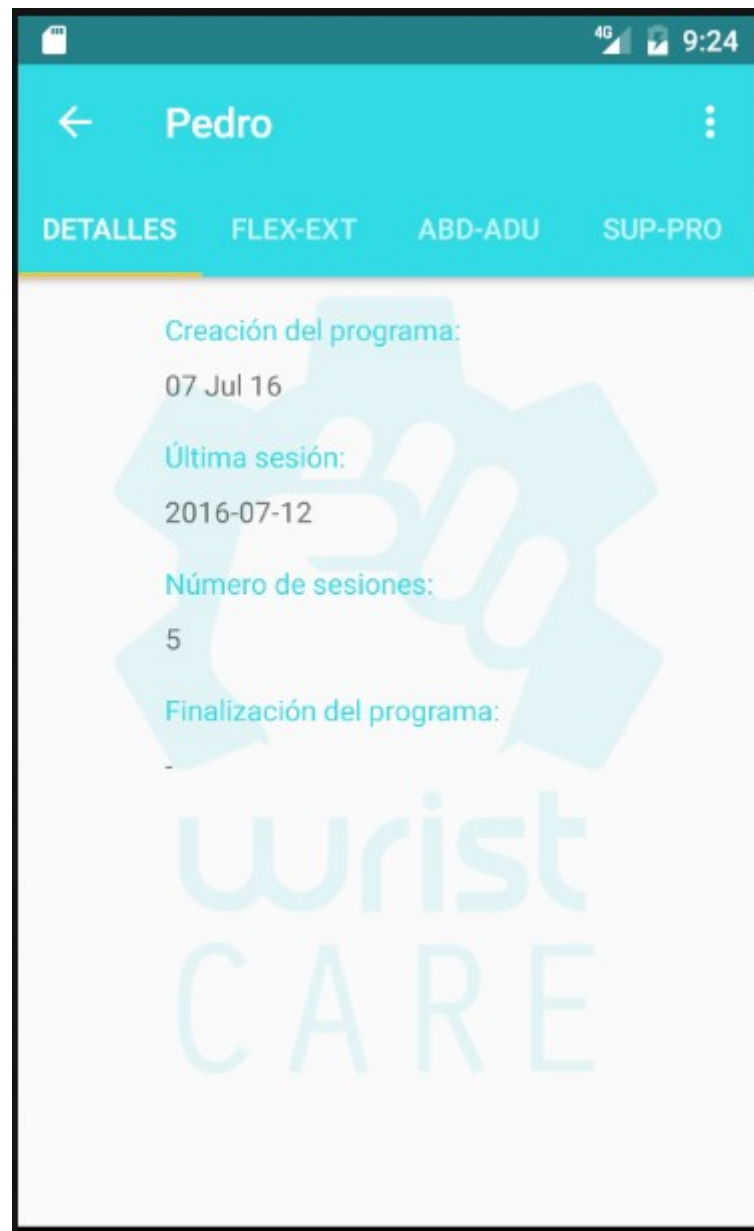 4G 9:24
Pedro
DETALLES FLEX-EXT ABD-ADU SUP-PRO
Creación del programa:
07 Jul 16
Última sesión:
2016-07-12
Número de sesiones:
5
Finalización del programa:
-
wrist
CARE